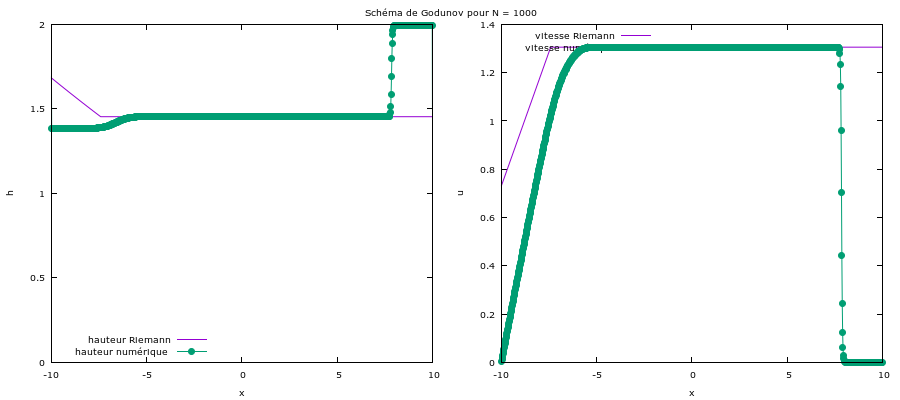 Schéma de Godunov pour N = 1000
2
1.5
1
0.5
0
-10
-5
0
5
10
h
x
hauteur Riemann
hauteur numérique
1.4
1.2
1
0.8
0.6
0.4
0.2
0
-10
-5
0
5
10
u
x
vitesse Riemann
vitesse